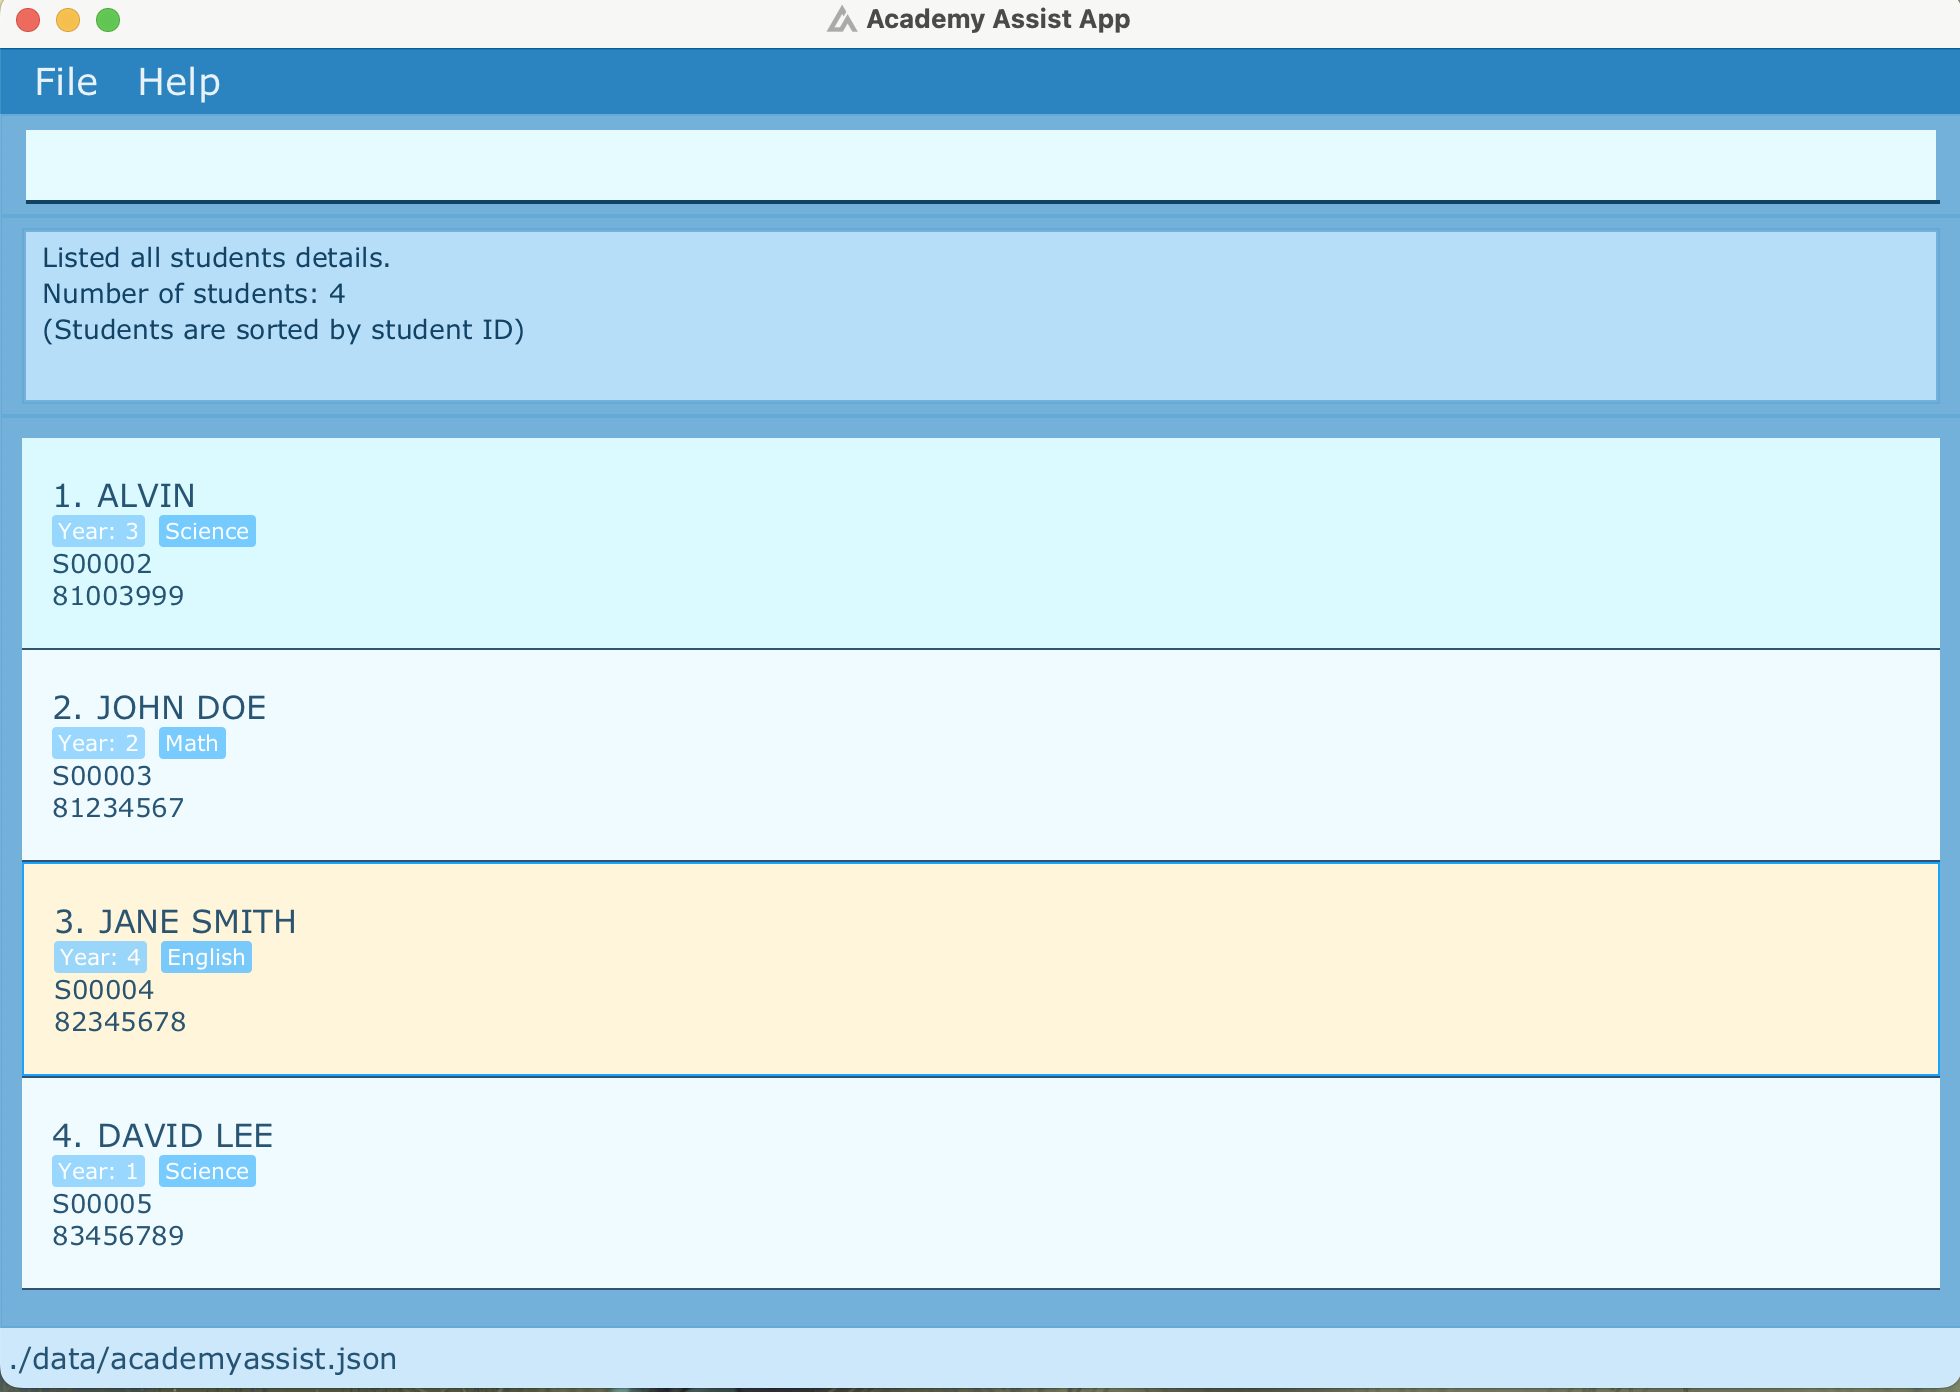 Academy Assist App
File Help
Listed all students details.
Number of students: 4
(Students are sorted by student ID)
1. ALVIN
Year: 3 Science
S00002
81003999
2. JOHN DOE
Year: 2 Math
S00003
81234567
3. JANE SMITH
Year: 4 English
S00004
82345678
4. DAVID LEE
Year: 1 Science
S00005
83456789
./data/academyassist.json